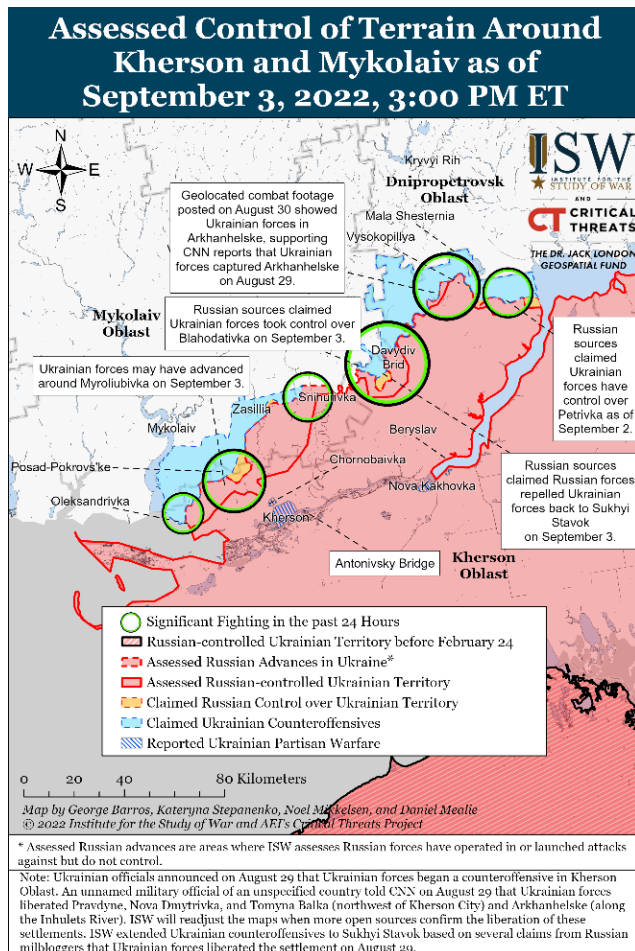 Assessed Control of Terrain Around
Kherson and Mykolaiv as of
September 3, 2022, 3:00 PM ET
N
W E
S
ISW
INSTITUTE FOR THE
STUDY OF WAR
AND
CT CRITICAL
THREATS
THE DR. JACK LONDON
GEOSPATIAL FUND
Kryvyi Rih
Dnipropetrovsk
Oblast
Mala Shesternia
Vysokopillya
Geolocated combat footage
posted on August 30 showed
Ukrainian forces in
Arkhanhelske, supporting
CNN reports that Ukrainian
forces captured Arkhanhelske
on August 29.
Mykolaiv
Oblast
Russian sources claimed
Ukrainian forces took control over
Blahodativka on September 3.
Russian
sources
claimed
Ukrainian
forces have
control over
Petrivka as of
September 2.
Ukrainian forces may have advanced
around Myroliubivka on September 3.
Davydiv
Brid
Snihurivka
Zasillia
Mykolaiv
Beryslav
Chornobaivka
Posad-Pokrovs'ke
Nova Kakhovka
Oleksandrivka
Kherson
Russian sources
claimed Russian forces
repelled Ukrainian
forces back to Sukhyi
Stavok
on September 3.
Antonivsky Bridge
Kherson
Oblast
Significant Fighting in the past 24 Hours
Russian-controlled Ukrainian Territory before February 24
Assessed Russian Advances in Ukraine*
Assessed Russian-controlled Ukrainian Territory
Claimed Russian Control over Ukrainian Territory
Claimed Ukrainian Counteroffensives
Reported Ukrainian Partisan Warfare
0 20 40 80 Kilometers
Map by George Barros, Kateryna Stepanenko, Noel Mikkelsen, and Daniel Mealie
© 2022 Institute for the Study of War and AEI's Critical Threats Project
* Assessed Russian advances are areas where ISW assesses Russian forces have operated in or launched attacks
against but do not control.
Note: Ukrainian officials announced on August 29 that Ukrainian forces began a counteroffensive in Kherson
Oblast. An unnamed military official of an unspecified country told CNN on August 29 that Ukrainian forces
liberated Pravdyne, Nova Dmytrivka, and Tomyna Balka (northwest of Kherson City) and Arkhanhelske (along
the Inhulets River). ISW will readjust the maps when more open sources confirm the liberation of these
settlements. ISW extended Ukrainian counteroffensives to Sukhyi Stavok based on several claims from Russian
milbloggers that Ukrainian forces liberated the settlement on August 29.